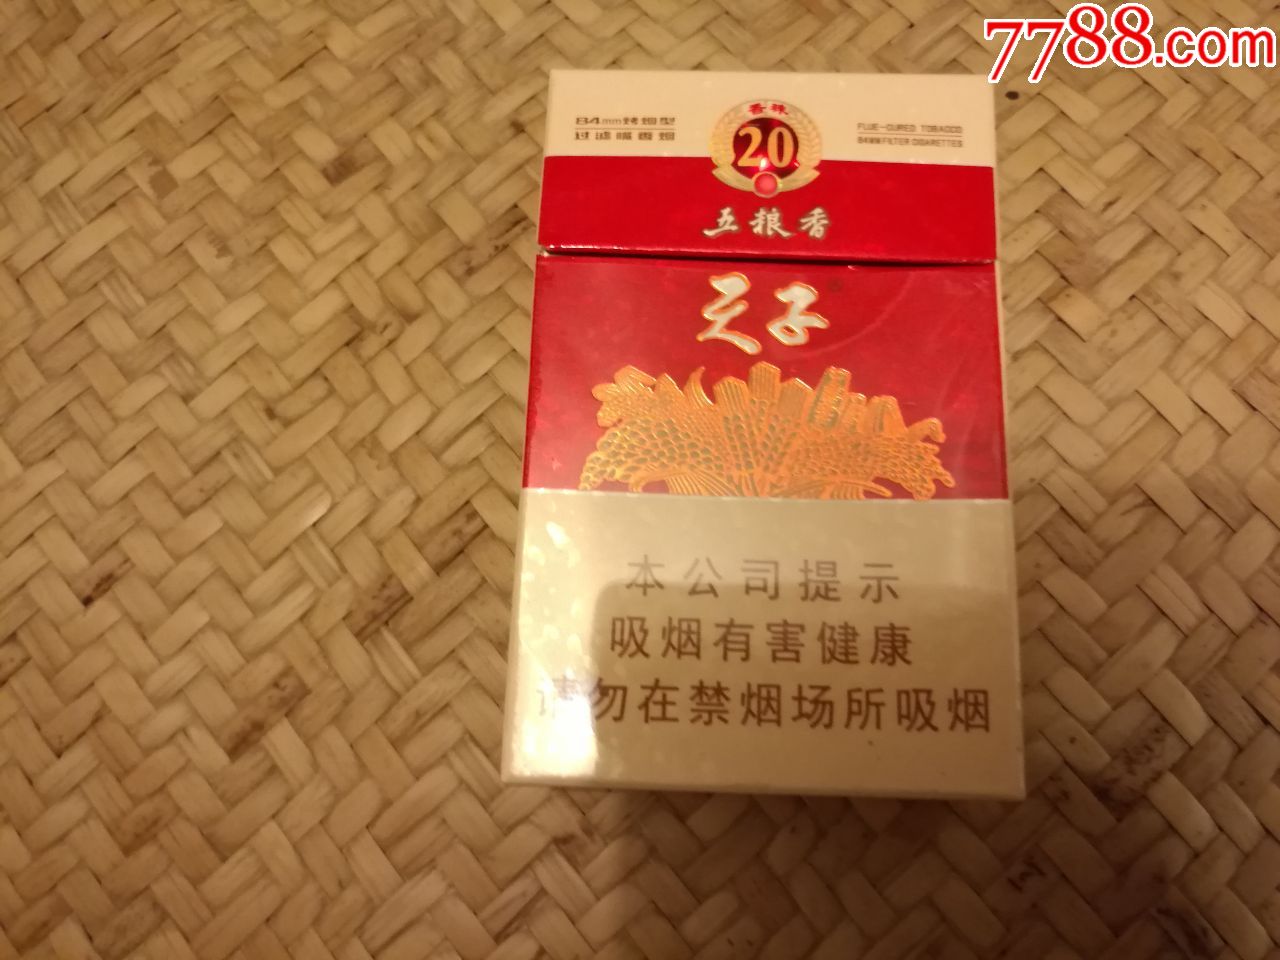 7788.com
香珠
84mm烤烟型
过滤嘴香烟
20
FLUE-CURED TOBACCO
84MM FILTER CIGARETTES
五粮香
天子®
本公司提示
吸烟有害健康
请勿在禁烟场所吸烟